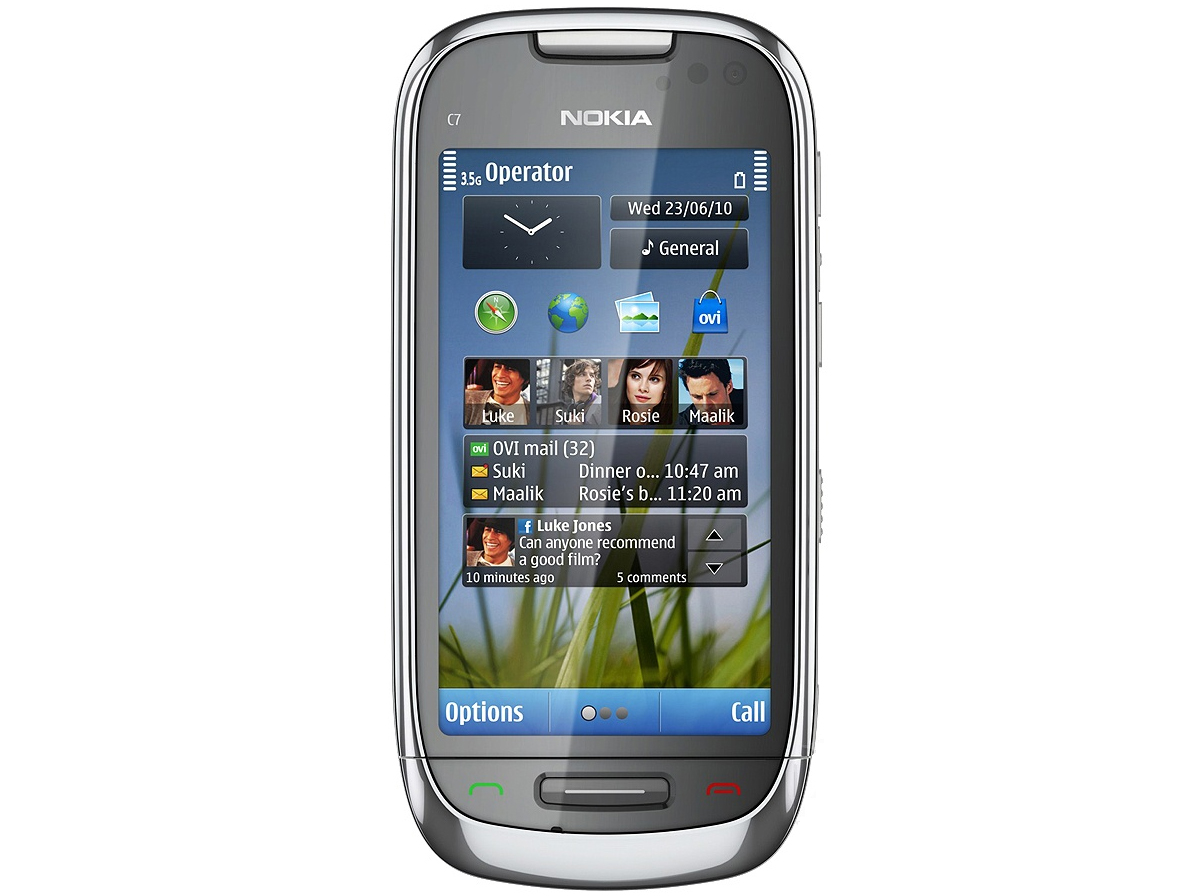 C7
NOKIA
3.5G Operator
Wed 23/06/10
General
N
ovi
Luke Suki Rosie Maalik
ovi OVI mail (32)
Suki Dinner o... 10:47 am
Maalik Rosie's b... 11:20 am
f Luke Jones
Can anyone recommend
a good film?
10 minutes ago 5 comments
Options Call